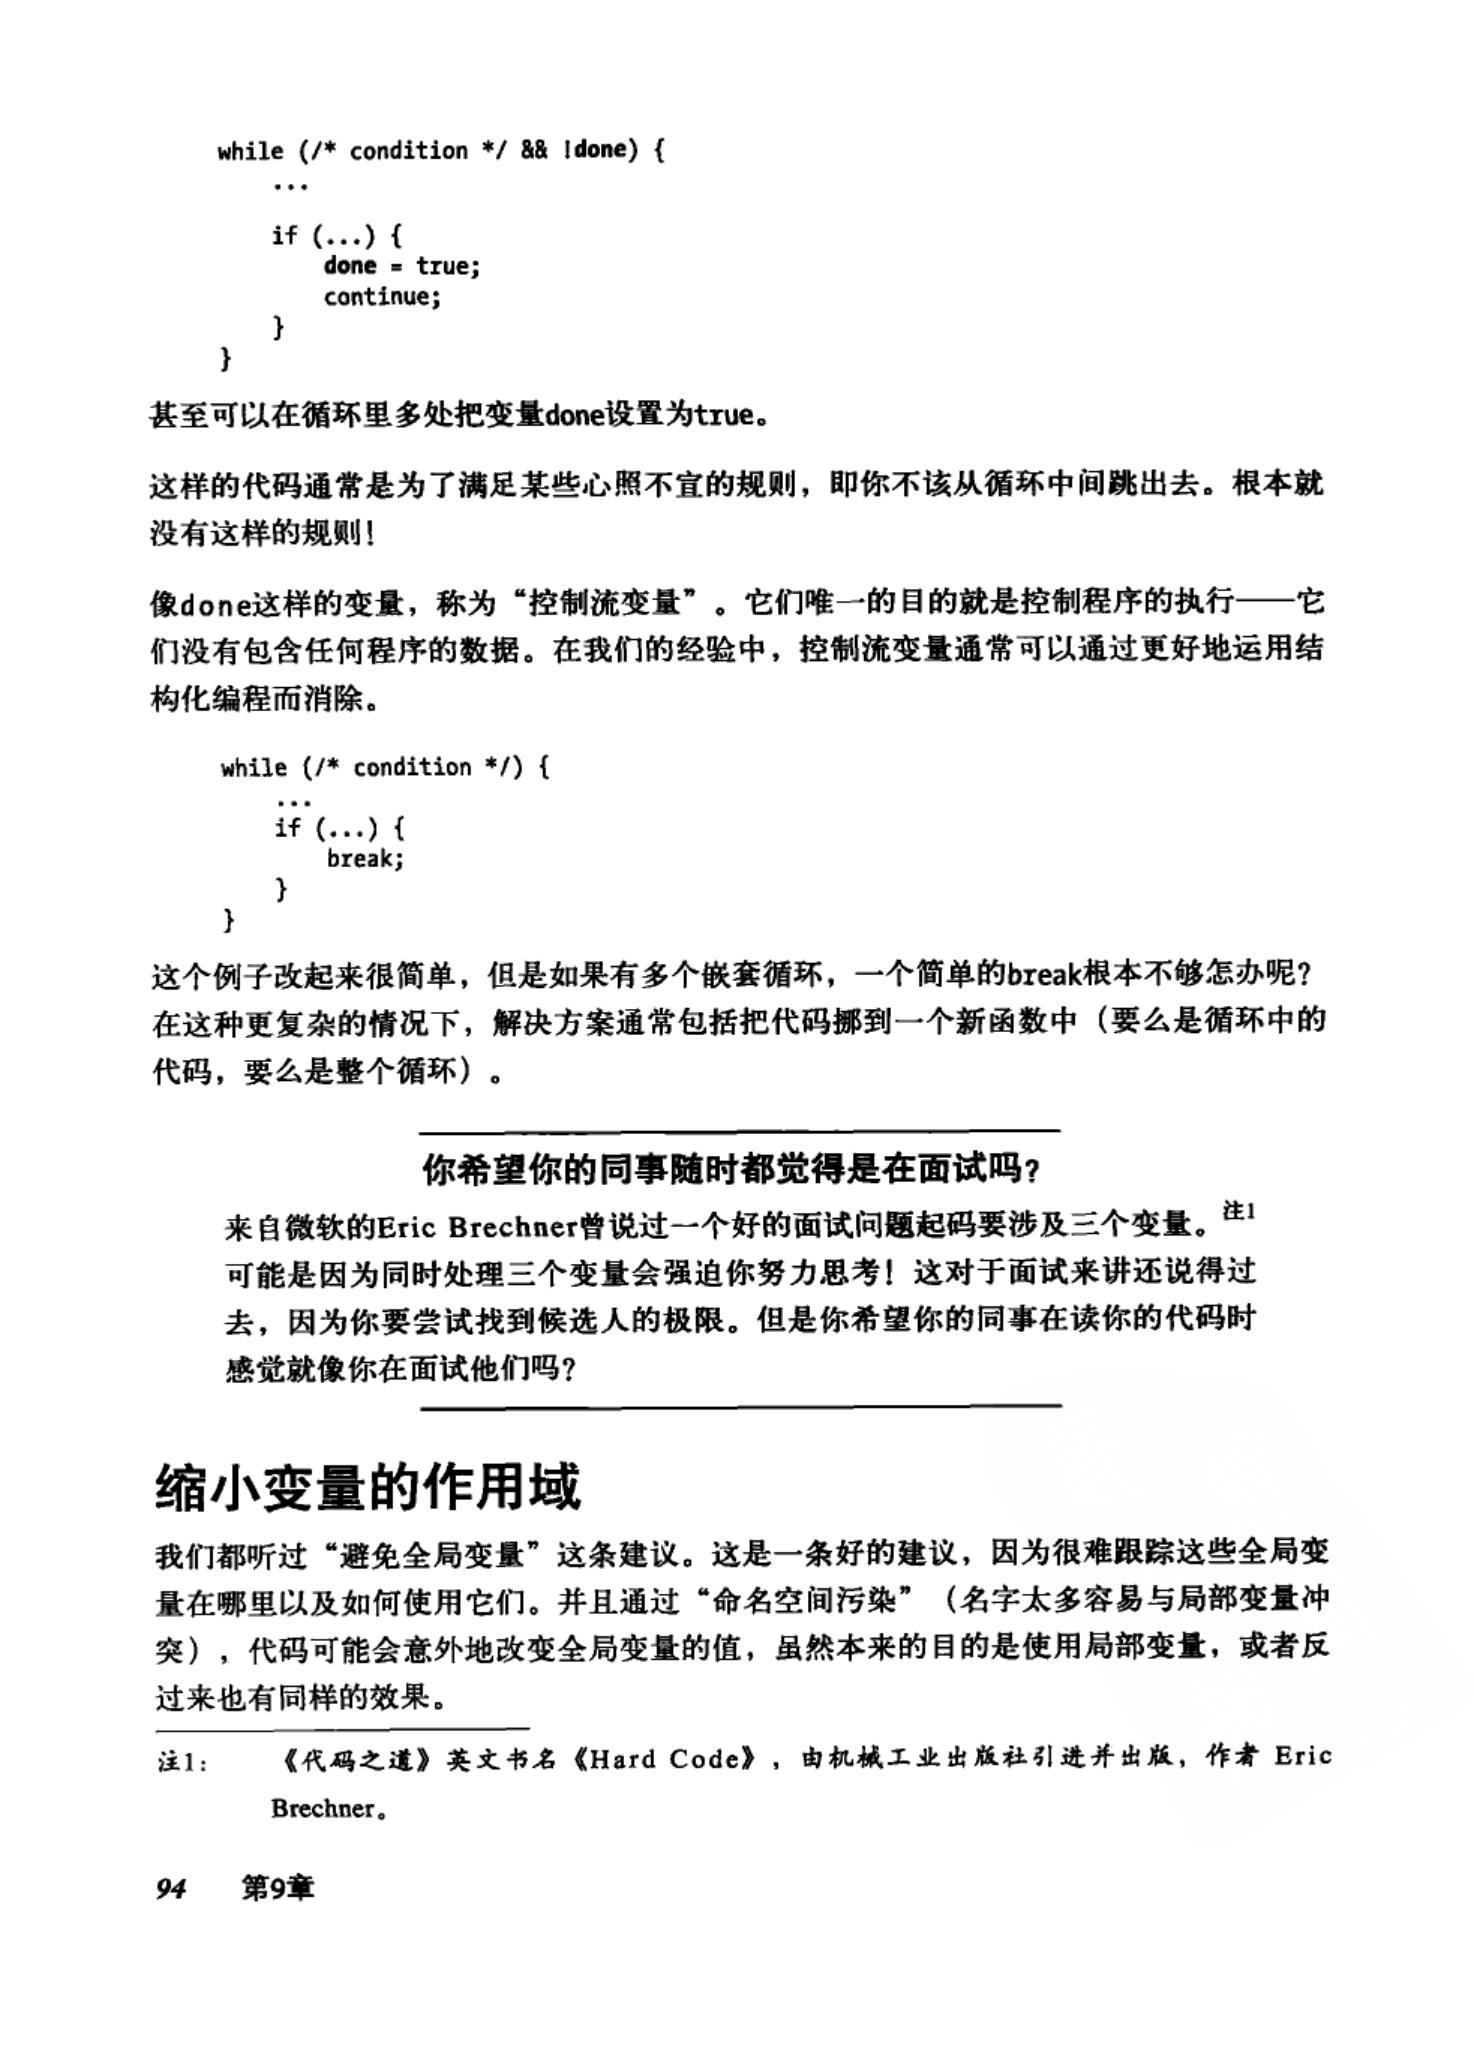 while (/* condition */ && !done) {
    ...
    if (...) {
        done = true;
        continue;
    }
}
甚至可以在循环里多处把变量done设置为true。
这样的代码通常是为了满足某些心照不宣的规则，即你不该从循环中间跳出去。根本就
没有这样的规则！
像done这样的变量，称为“控制流变量”。它们唯一的目的就是控制程序的执行——它
们没有包含任何程序的数据。在我们的经验中，控制流变量通常可以通过更好地运用结
构化编程而消除。
while (/* condition */) {
    ...
    if (...) {
        break;
    }
}
这个例子改起来很简单，但是如果有多个嵌套循环，一个简单的break根本不够怎办呢？
在这种更复杂的情况下，解决方案通常包括把代码挪到一个新函数中（要么是循环中的
代码，要么是整个循环）。
你希望你的同事随时都觉得是在面试吗？
来自微软的Eric Brechner曾说过一个好的面试问题起码要涉及三个变量。注1
可能是因为同时处理三个变量会强迫你努力思考！这对于面试来讲还说得过
去，因为你要尝试找到候选人的极限。但是你希望你的同事在读你的代码时
感觉就像你在面试他们吗？
缩小变量的作用域
我们都听过“避免全局变量”这条建议。这是一条好的建议，因为很难跟踪这些全局变
量在哪里以及如何使用它们。并且通过“命名空间污染”（名字太多容易与局部变量冲
突），代码可能会意外地改变全局变量的值，虽然本来的目的是使用局部变量，或者反
过来也有同样的效果。
注1： 《代码之道》英文书名《Hard Code》，由机械工业出版社引进并出版，作者 Eric
Brechner。
94 第9章